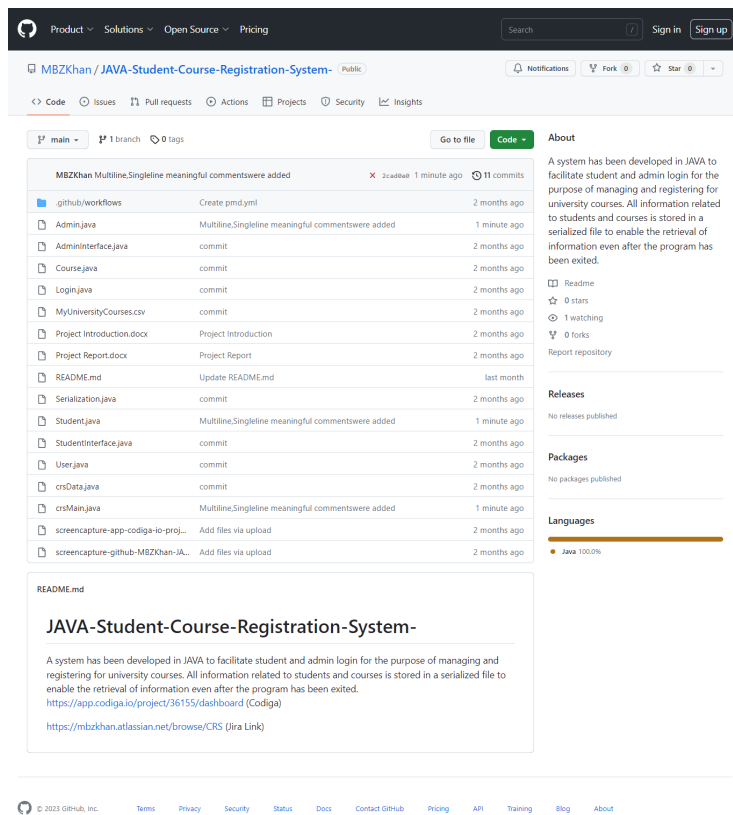 Product Solutions Open Source Pricing Search / Sign in Sign up
MBZKhan / JAVA-Student-Course-Registration-System- Public Notifications Fork 0 Star 0
Code Issues Pull requests Actions Projects Security Insights
main 1 branch 0 tags Go to file Code
MBZKhan Multiline,Singleline meaningful commentswere added 2cad0a0 1 minute ago 11 commits
.github/workflows Create pmd.yml 2 months ago
Admin.java Multiline,Singleline meaningful commentswere added 1 minute ago
AdminInterface.java commit 2 months ago
Course.java commit 2 months ago
Login.java commit 2 months ago
MyUniversityCourses.csv commit 2 months ago
Project Introduction.docx Project Introduction 2 months ago
Project Report.docx Project Report 2 months ago
README.md Update README.md last month
Serialization.java commit 2 months ago
Student.java Multiline,Singleline meaningful commentswere added 1 minute ago
StudentInterface.java commit 2 months ago
User.java commit 2 months ago
crsData.java commit 2 months ago
crsMain.java Multiline,Singleline meaningful commentswere added 1 minute ago
screencapture-app-codiga-io-proj... Add files via upload 2 months ago
screencapture-github-MBZKhan-JA... Add files via upload 2 months ago
README.md
JAVA-Student-Course-Registration-System-
A system has been developed in JAVA to facilitate student and admin login for the purpose of managing and
registering for university courses. All information related to students and courses is stored in a serialized file to
enable the retrieval of information even after the program has been exited.
https://app.codiga.io/project/36155/dashboard (Codiga)
https://mbzkhan.atlassian.net/browse/CRS (Jira Link)
About
A system has been developed in JAVA to
facilitate student and admin login for the
purpose of managing and registering for
university courses. All information related
to students and courses is stored in a
serialized file to enable the retrieval of
information even after the program has
been exited.
Readme
0 stars
1 watching
0 forks
Report repository
Releases
No releases published
Packages
No packages published
Languages
Java 100.0%
© 2023 GitHub, Inc. Terms Privacy Security Status Docs Contact GitHub Pricing API Training Blog About